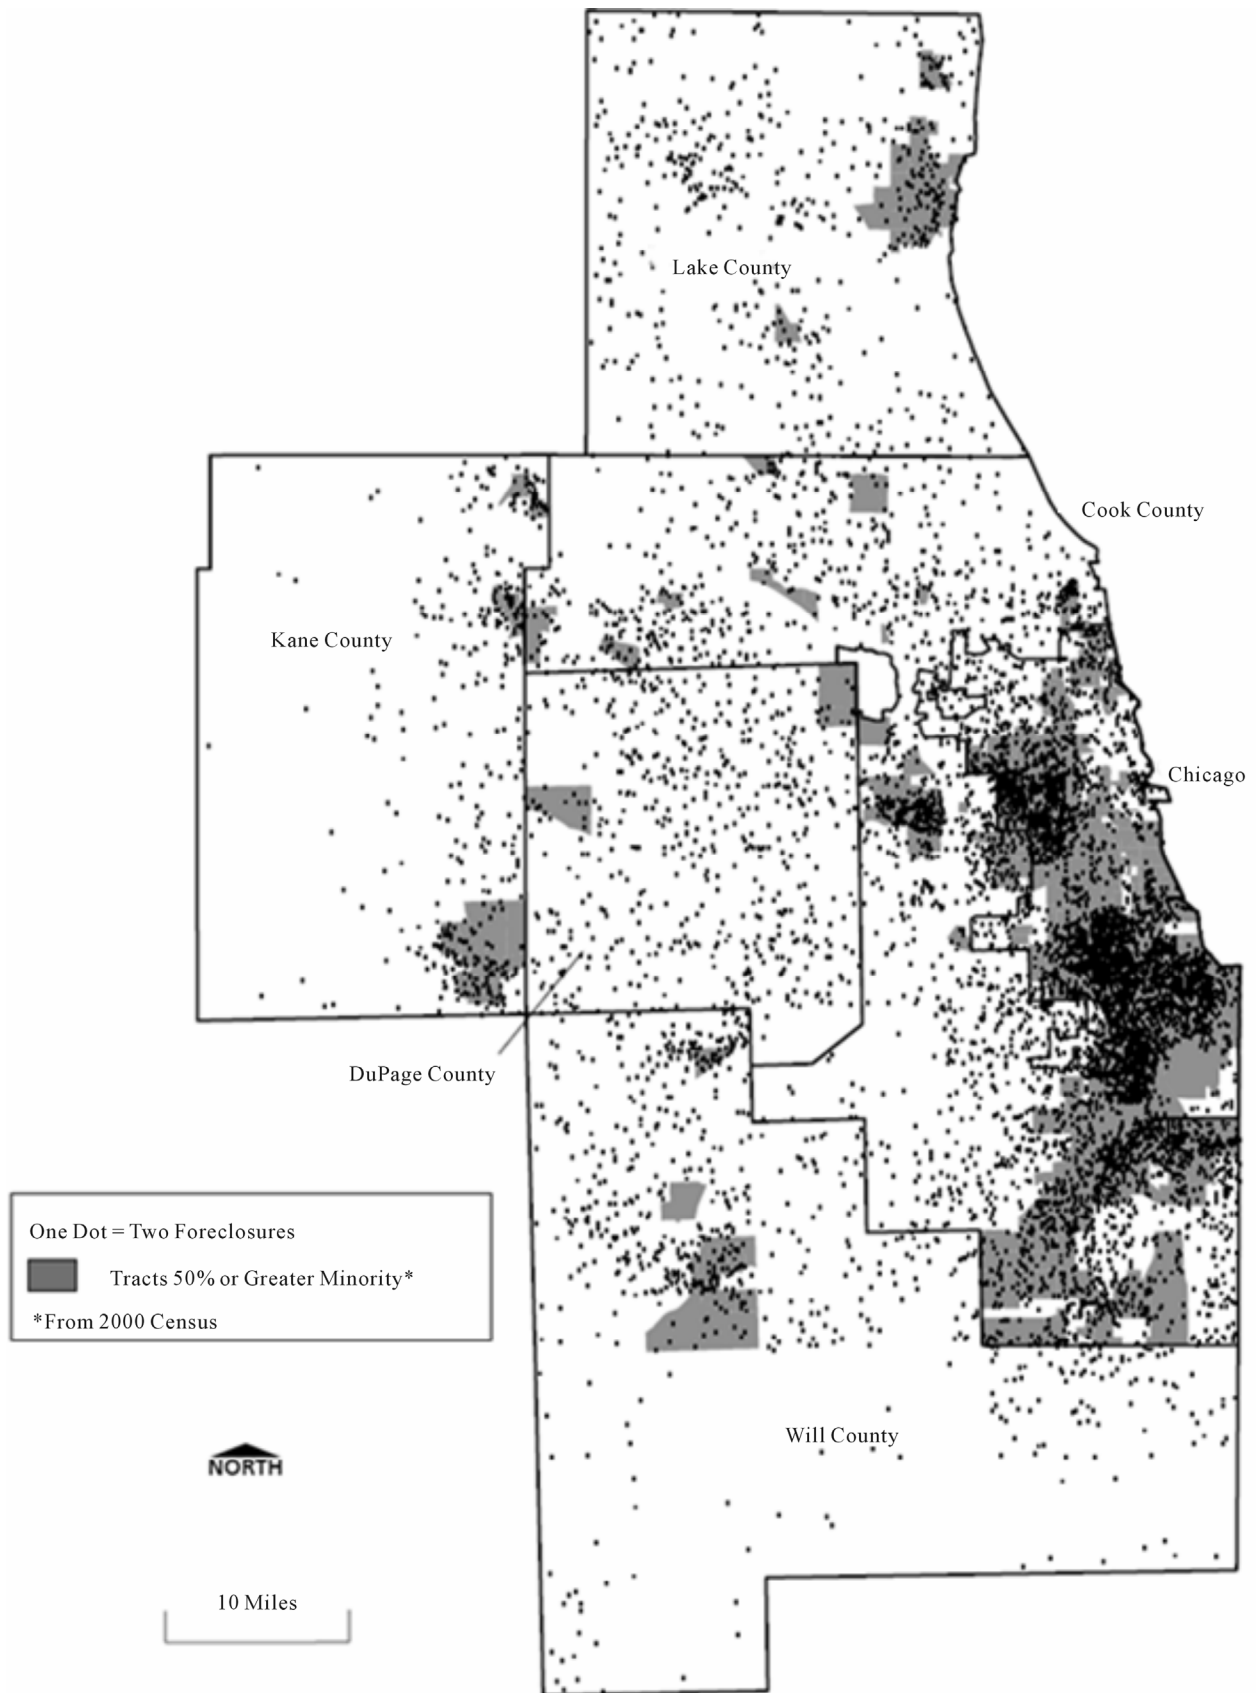 Lake County
Cook County
Kane County
Chicago
DuPage County
One Dot = Two Foreclosures
Tracts 50% or Greater Minority*
*From 2000 Census
Will County
NORTH
10 Miles